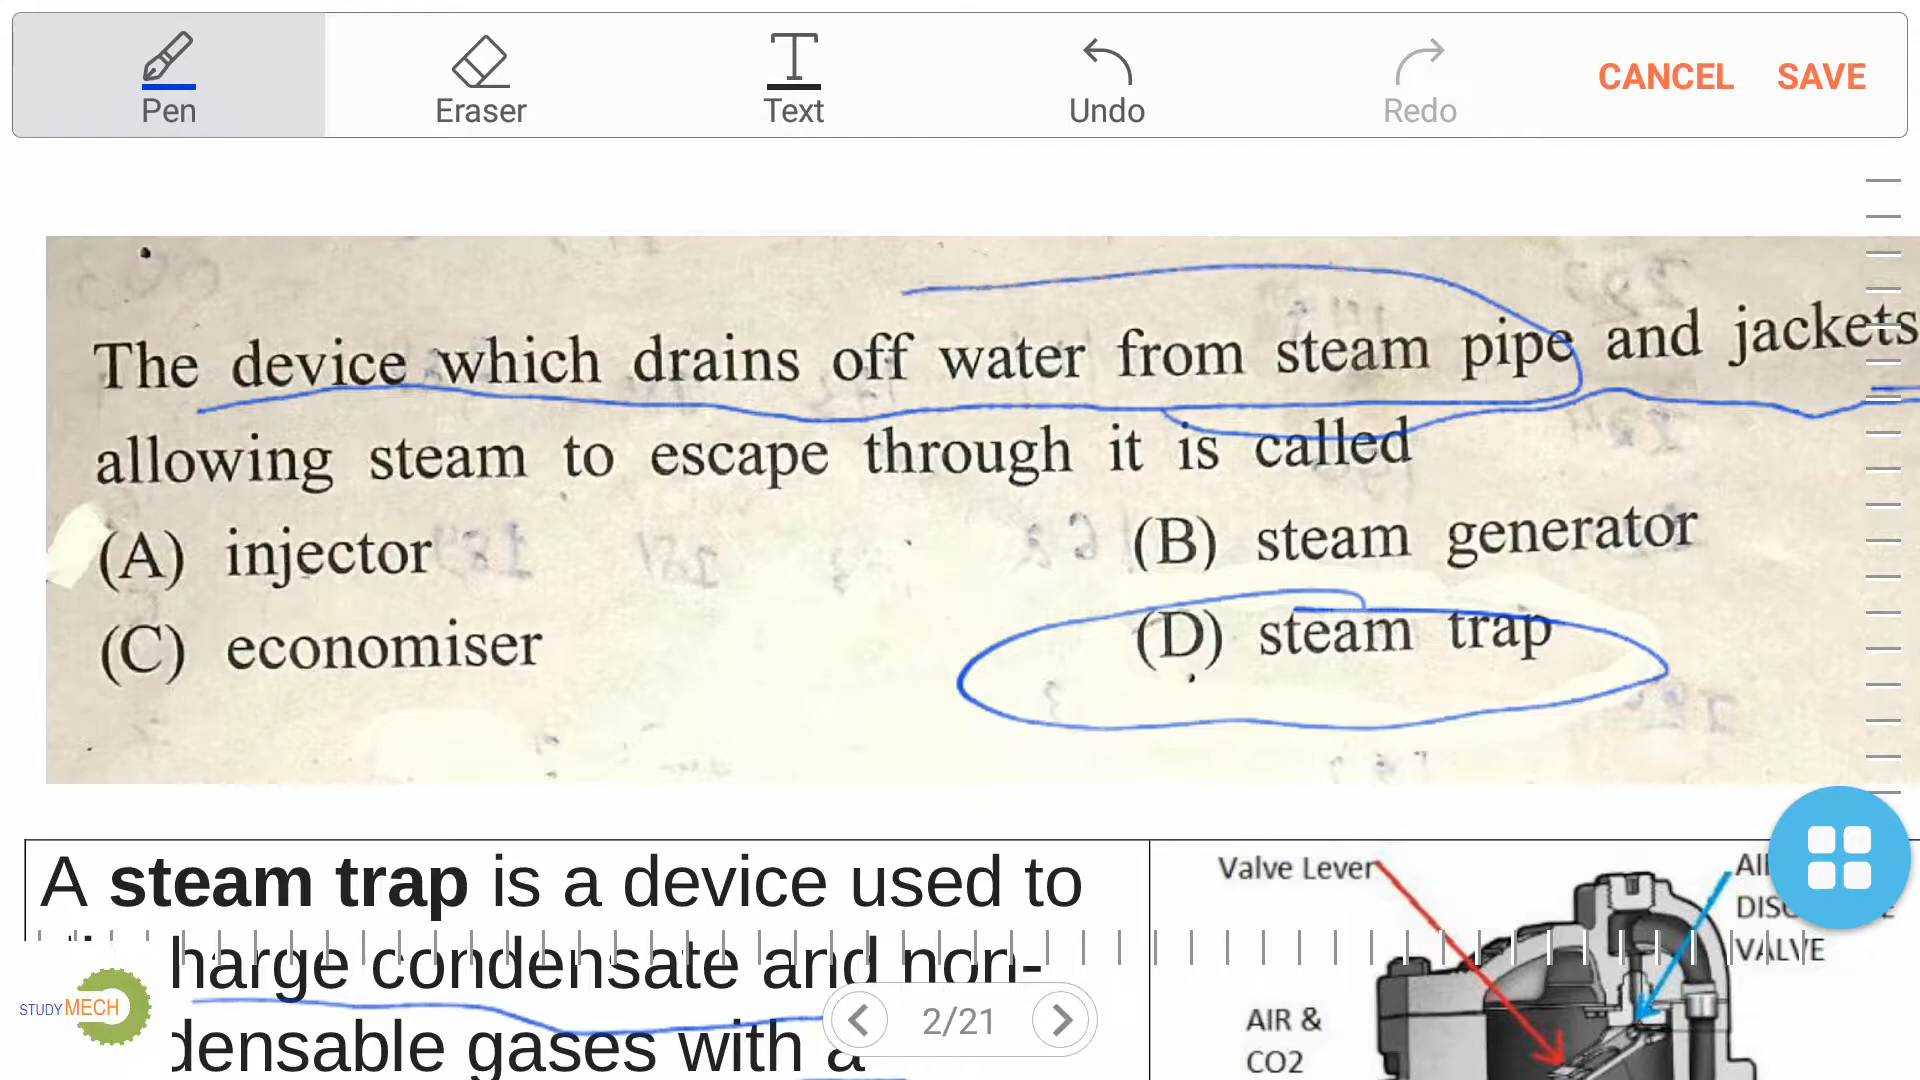 Pen
Eraser
Text
Undo
Redo
CANCEL SAVE
The device which drains off water from steam pipe and jackets
allowing steam to escape through it is called
(A) injector
(B) steam generator
(C) economiser
(D) steam trap
A steam trap is a device used to
harge condensate and non-
densable gases with a
STUDYMECH
2/21
Valve Lever
VALVE
AIR &
CO2